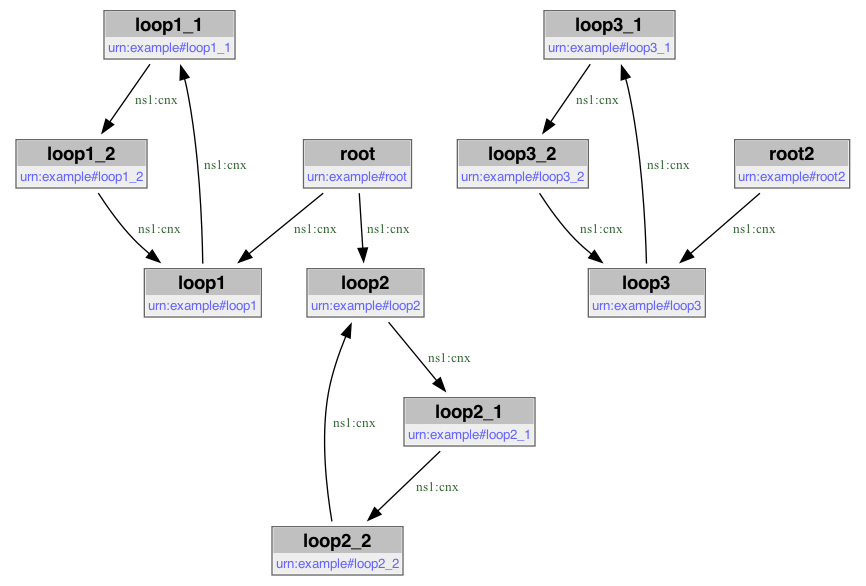 loop1_1
urn:example#loop1_1
loop3_1
urn:example#loop3_1
ns1:cnx
ns1:cnx
loop1_2
urn:example#loop1_2
ns1:cnx
root
urn:example#root
loop3_2
urn:example#loop3_2
ns1:cnx
root2
urn:example#root2
ns1:cnx
ns1:cnx
ns1:cnx
ns1:cnx
ns1:cnx
loop1
urn:example#loop1
loop2
urn:example#loop2
loop3
urn:example#loop3
ns1:cnx
loop2_1
urn:example#loop2_1
ns1:cnx
ns1:cnx
loop2_2
urn:example#loop2_2